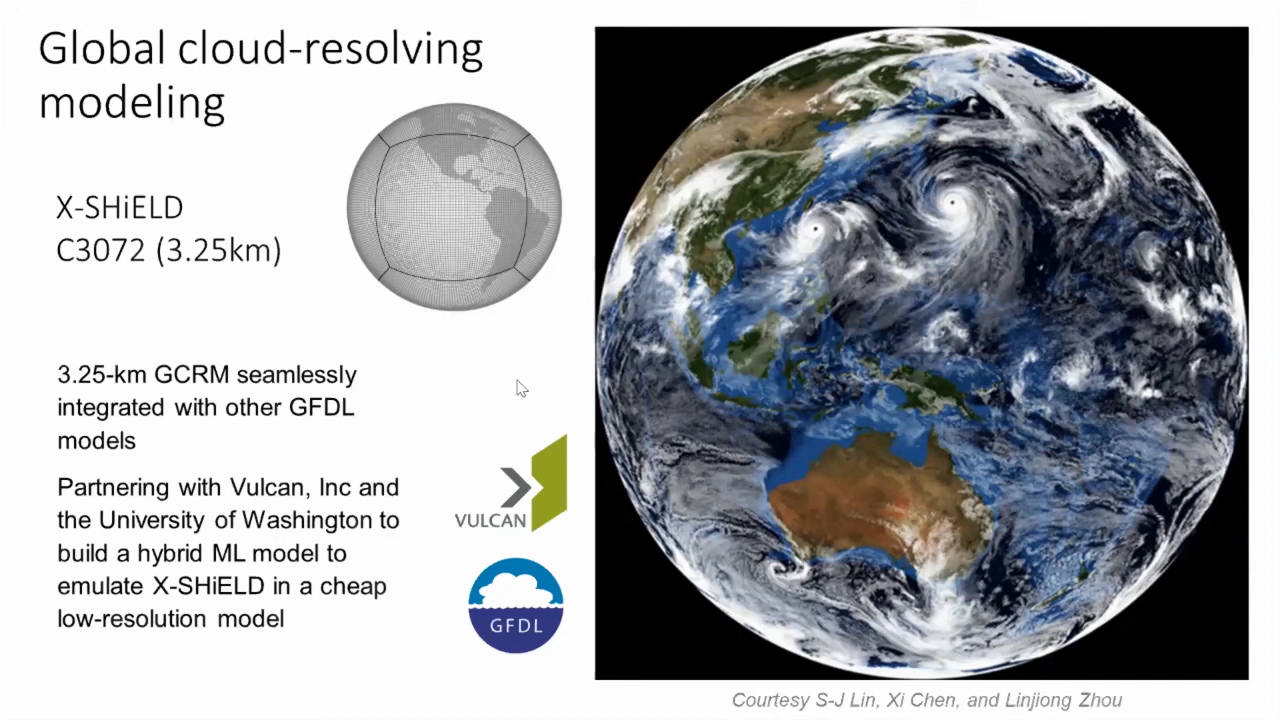 Global cloud-resolving
modeling
X-SHiELD
C3072 (3.25km)
3.25-km GCRM seamlessly
integrated with other GFDL
models
Partnering with Vulcan, Inc and
the University of Washington to
build a hybrid ML model to
emulate X-SHiELD in a cheap
low-resolution model
VULCAN
GFDL
Courtesy S-J Lin, Xi Chen, and Linjiong Zhou